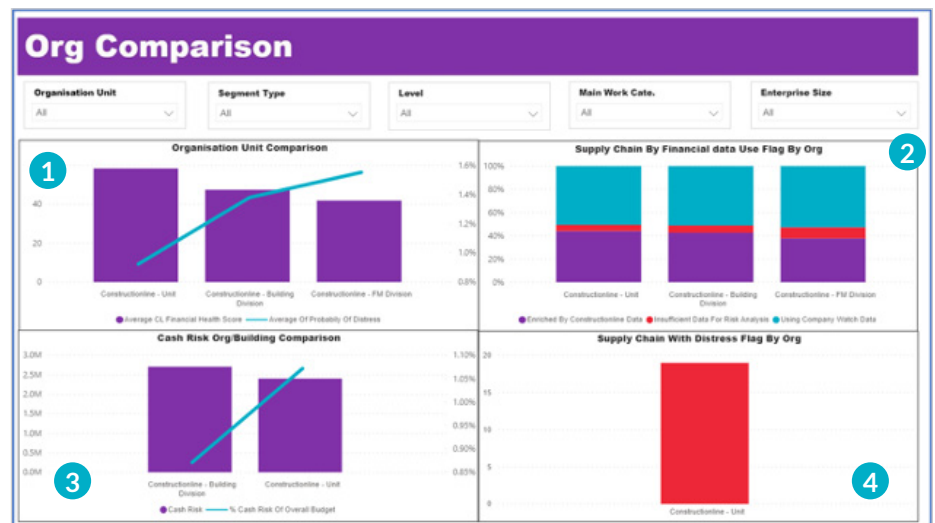 Org Comparison
Organisation Unit
All
Segment Type
All
Level
All
Main Work Cate.
All
Enterprise Size
All
1
Organisation Unit Comparison
40
20
0
1.6%
1.4%
1.2%
1.0%
0.8%
Constructionline - Unit
Constructionline - Building
Division
Constructionline - FM Division
Average CL Financial Health Score
Average Of Probabily Of Distress
2
Supply Chain By Financial data Use Flag By Org
100%
80%
60%
40%
20%
0%
Constructionline - Unit
Constructionline - Building
Division
Constructionline - FM Division
Enriched By Constructionline Data
Insufficient Data For Risk Analysis
Using Company Watch Data
Cash Risk Org/Building Comparison
3.0M
2.5M
2.0M
1.5M
1.0M
0.5M
0.0M
1.10%
1.05%
1.00%
0.95%
0.90%
0.85%
3
Constructionline - Building
Division
Constructionline - Unit
Cash Risk
% Cash Risk Of Overall Budget
Supply Chain With Distress Flag By Org
20
15
10
5
0
4
Constructionline - Unit